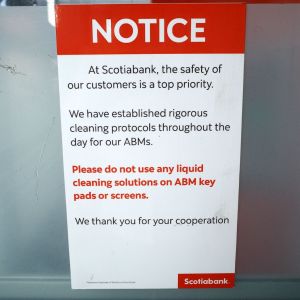 NOTICE
At Scotiabank, the safety of
our customers is a top priority.
We have established rigorous
cleaning protocols throughout the
day for our ABMs.
Please do not use any liquid
cleaning solutions on ABM key
pads or screens.
We thank you for your cooperation
Scotiabank